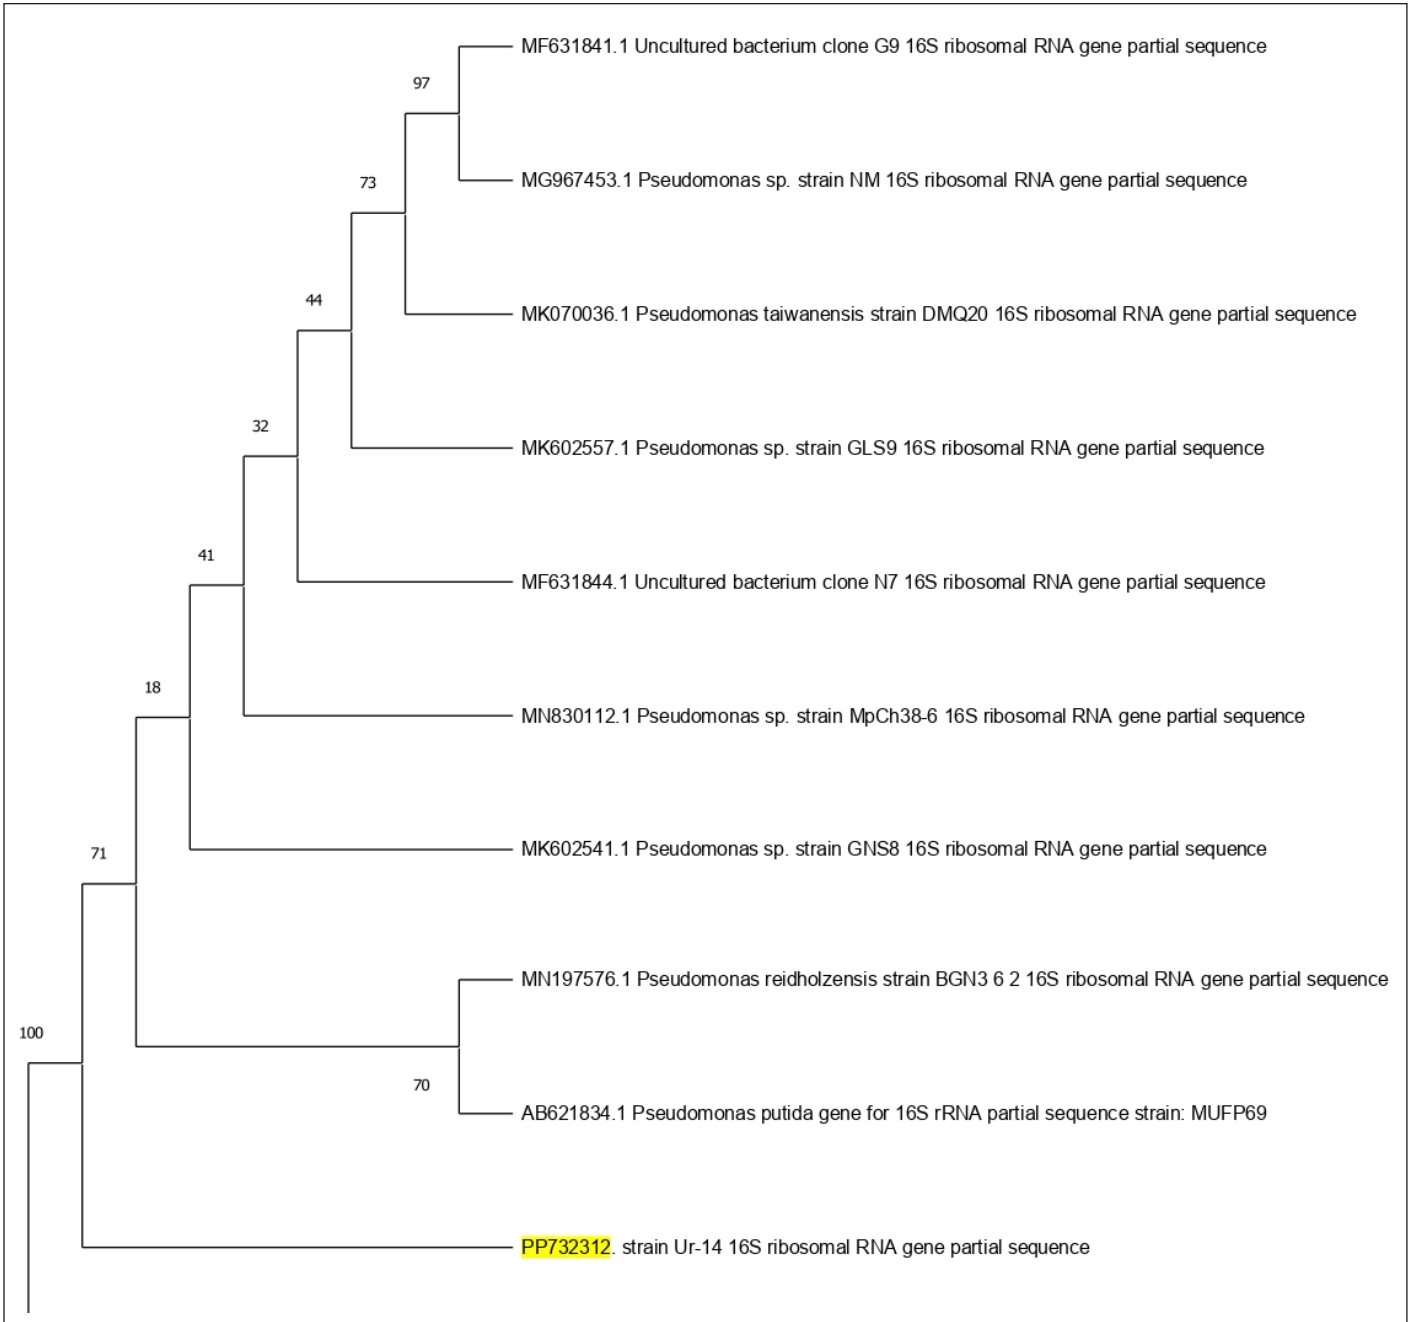 MF631841.1 Uncultured bacterium clone G9 16S ribosomal RNA gene partial sequence
97
MG967453.1 Pseudomonas sp. strain NM 16S ribosomal RNA gene partial sequence
73
MK070036.1 Pseudomonas taiwanensis strain DMQ20 16S ribosomal RNA gene partial sequence
44
MK602557.1 Pseudomonas sp. strain GLS9 16S ribosomal RNA gene partial sequence
32
MF631844.1 Uncultured bacterium clone N7 16S ribosomal RNA gene partial sequence
41
MN830112.1 Pseudomonas sp. strain MpCh38-6 16S ribosomal RNA gene partial sequence
18
MK602541.1 Pseudomonas sp. strain GNS8 16S ribosomal RNA gene partial sequence
71
MN197576.1 Pseudomonas reidholzensis strain BGN3 6 2 16S ribosomal RNA gene partial sequence
100
70
AB621834.1 Pseudomonas putida gene for 16S rRNA partial sequence strain: MUFP69
PP732312. strain Ur-14 16S ribosomal RNA gene partial sequence